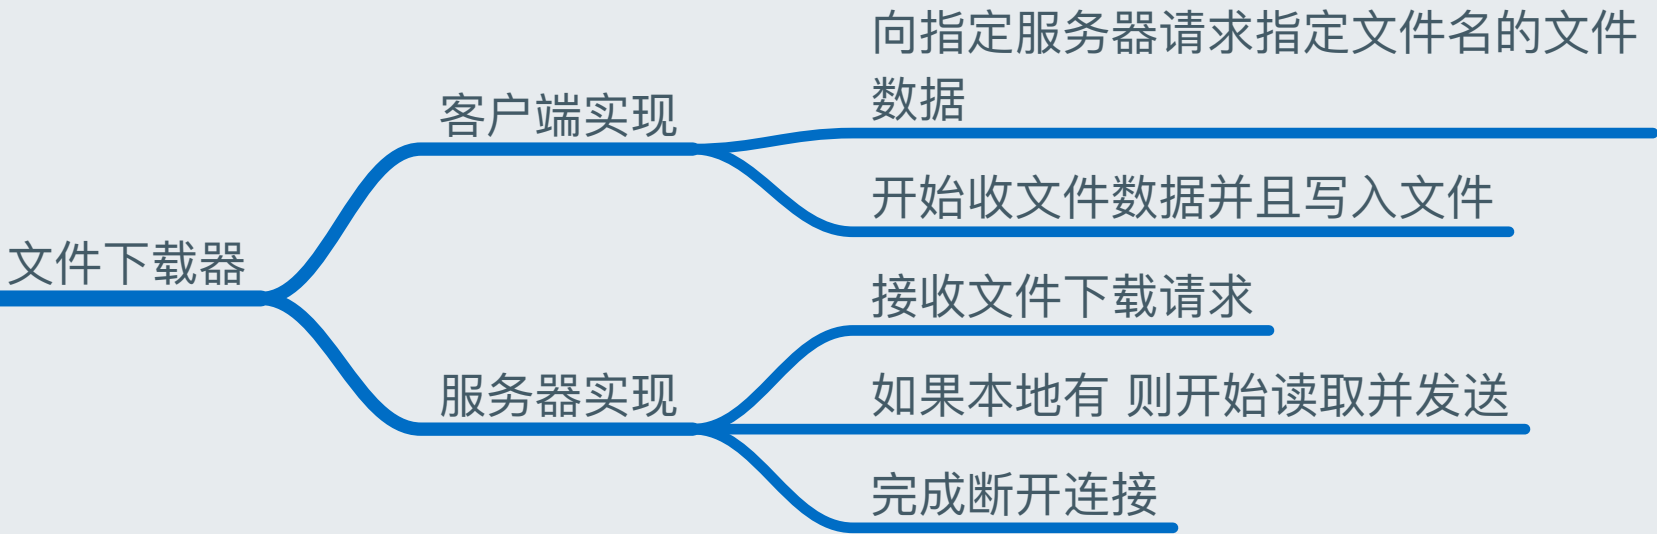 文件下载器
客户端实现
向指定服务器请求指定文件名的文件
数据
开始收文件数据并且写入文件
服务器实现
接收文件下载请求
如果本地有 则开始读取并发送
完成断开连接